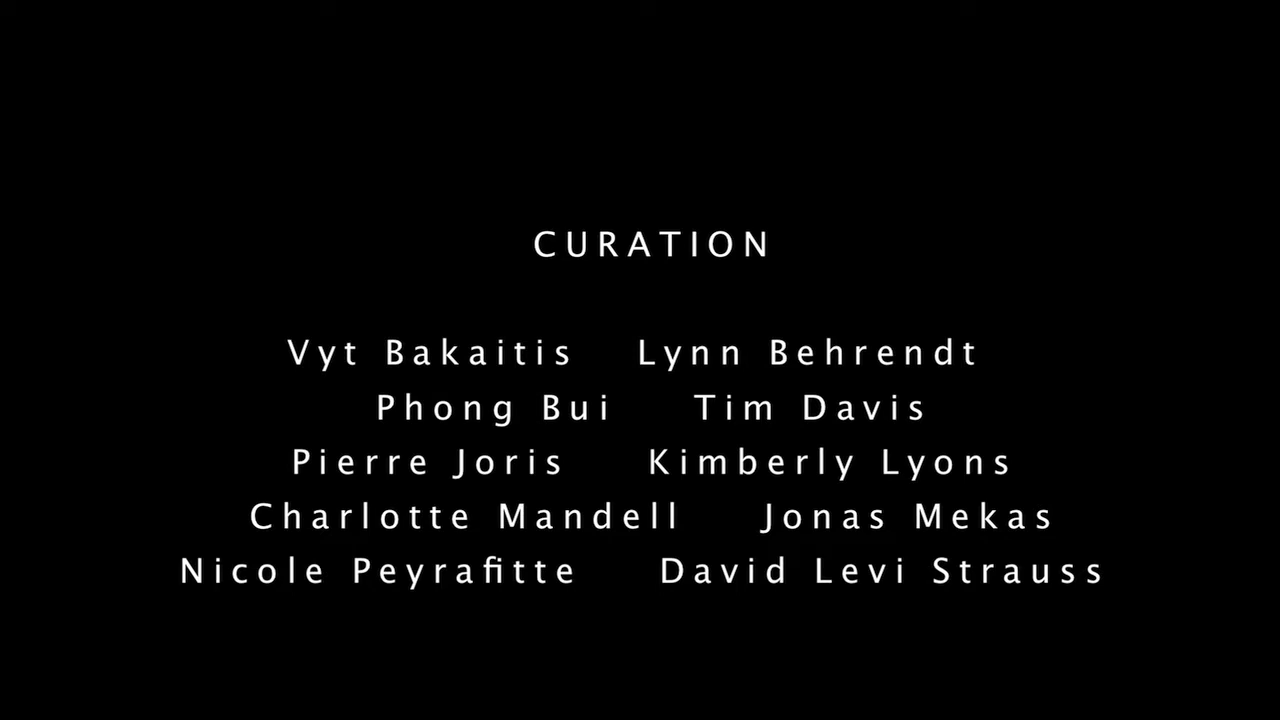 CURATION
Vyt Bakaitis Lynn Behrendt
Phong Bui Tim Davis
Pierre Joris Kimberly Lyons
Charlotte Mandell Jonas Mekas
Nicole Peyrafitte David Levi Strauss